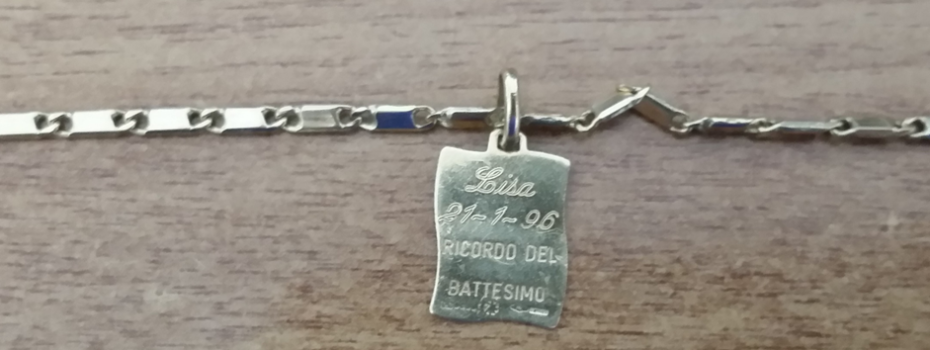 Lisa
21-1-96
RICORDO DEL
BATTESIMO